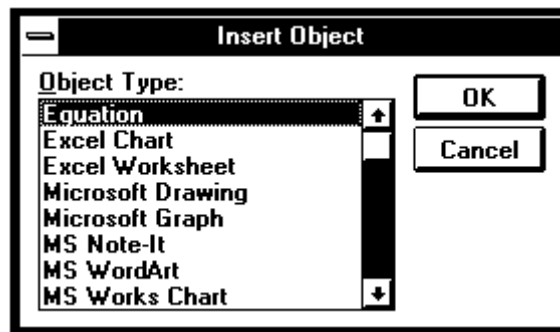 Insert Object
Object Type:
OK
Equation
Excel Chart
Cancel
Excel Worksheet
Microsoft Drawing
Microsoft Graph
MS Note-It
MS WordArt
MS Works Chart